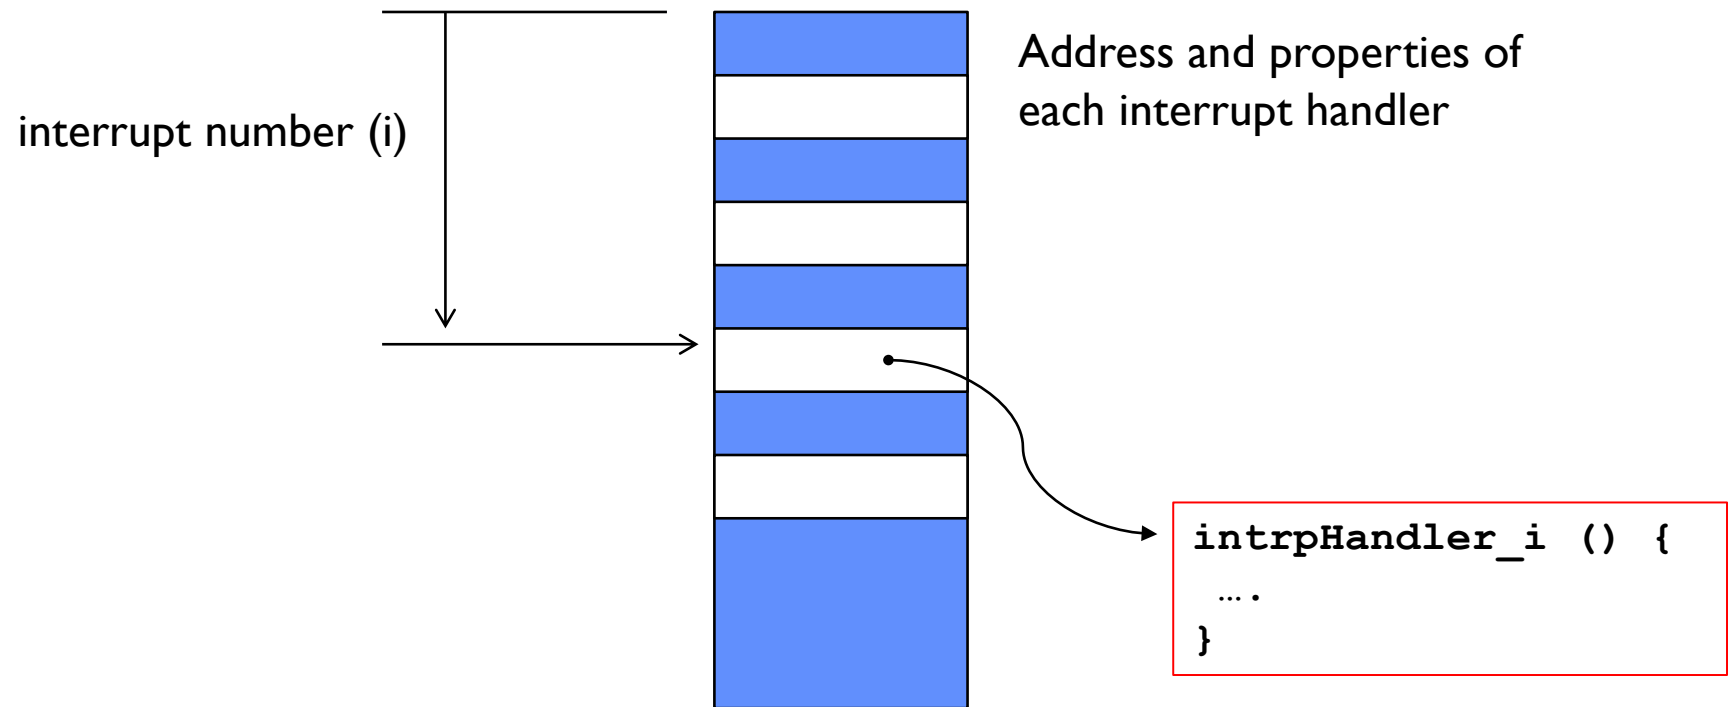 interrupt number (i)
Address and properties of
each interrupt handler
intrpHandler_i () {
….
}